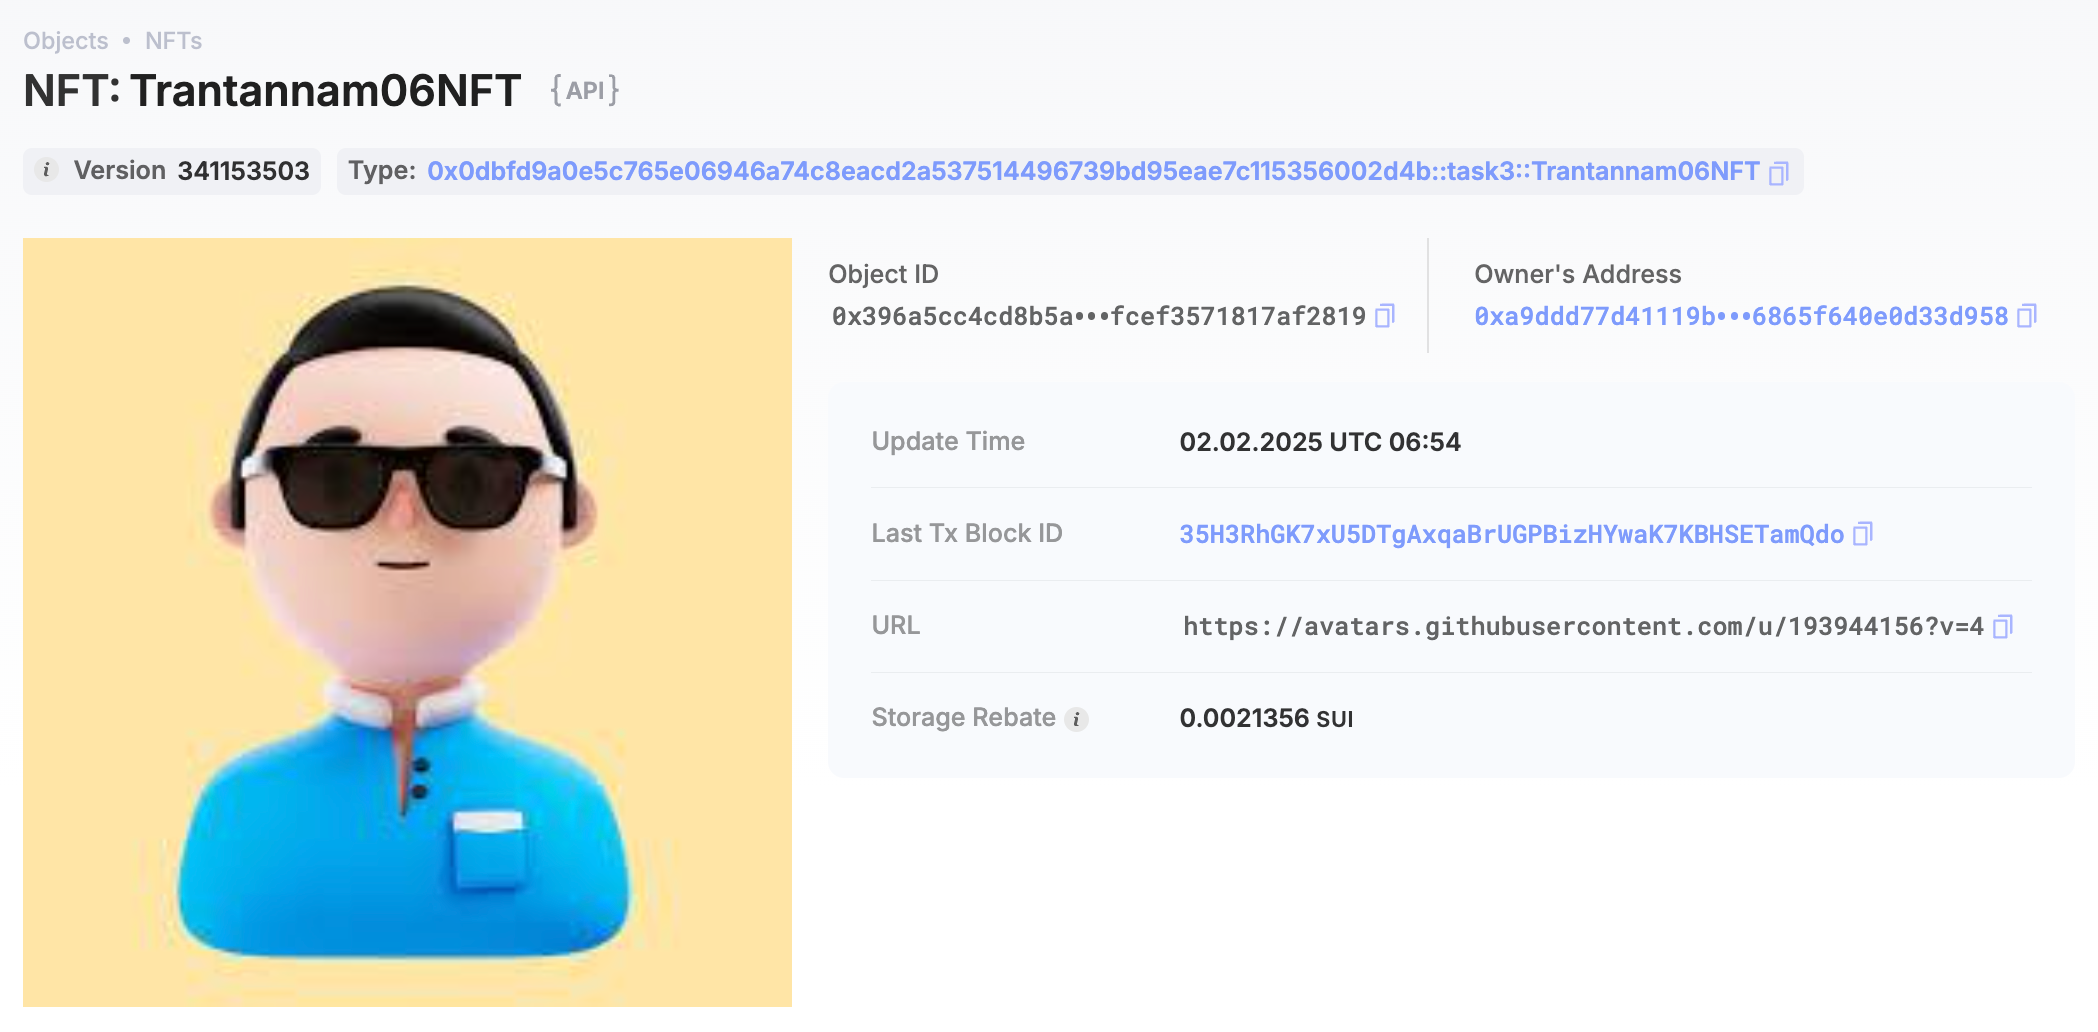 Objects • NFTs
NFT: Trantannam06NFT {API}
i Version 341153503 Type: 0x0dbfd9a0e5c765e06946a74c8eacd2a537514496739bd95eae7c115356002d4b::task3::Trantannam06NFT
Object ID
0x396a5cc4cd8b5a•••fcef3571817af2819
Owner's Address
0xa9ddd77d41119b•••6865f640e0d33d958
Update Time 02.02.2025 UTC 06:54
Last Tx Block ID 35H3RhGK7xU5DTgAxqaBrUGPBizHYwaK7KBHSETamQdo
URL https://avatars.githubusercontent.com/u/193944156?v=4
Storage Rebate i 0.0021356 SUI